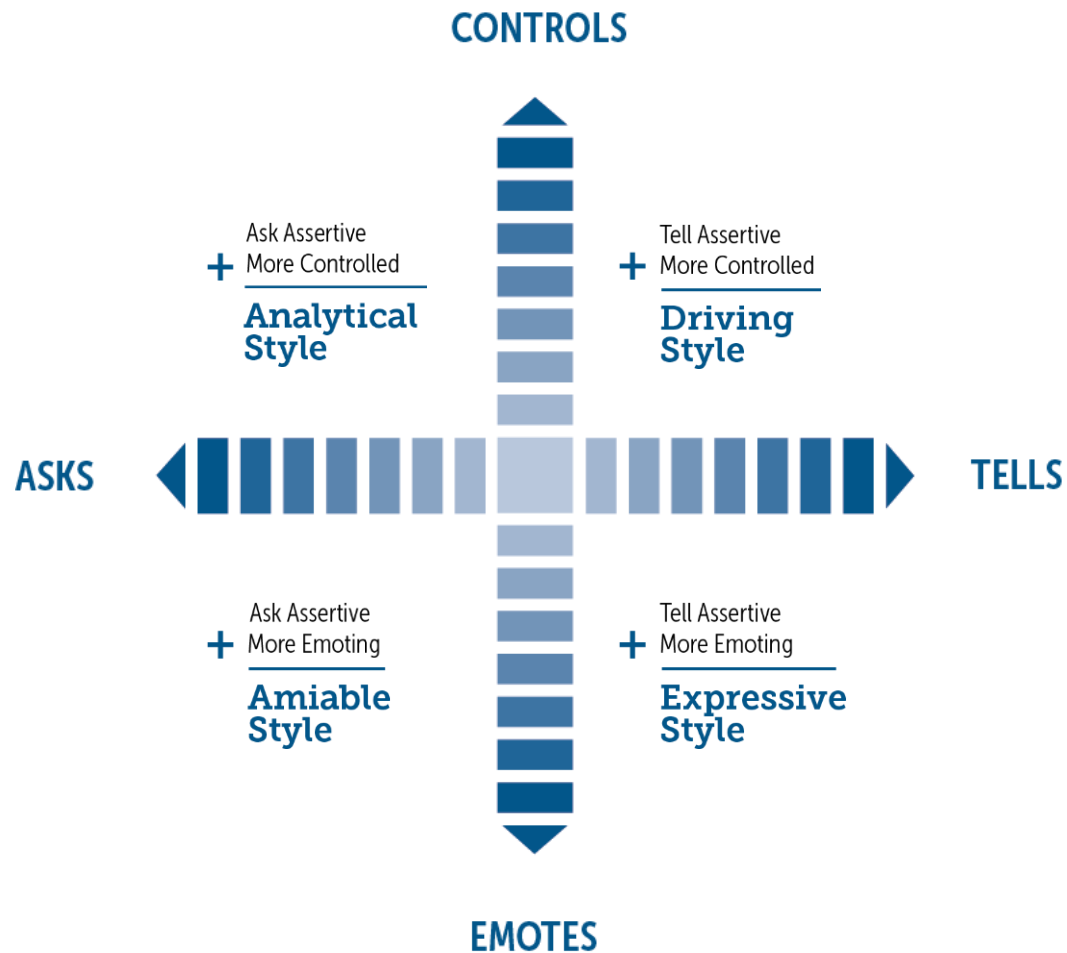 CONTROLS
Ask Assertive
More Controlled
Analytical
Style
Tell Assertive
More Controlled
Driving
Style
ASKS
TELLS
Ask Assertive
More Emoting
Amiable
Style
Tell Assertive
More Emoting
Expressive
Style
EMOTES